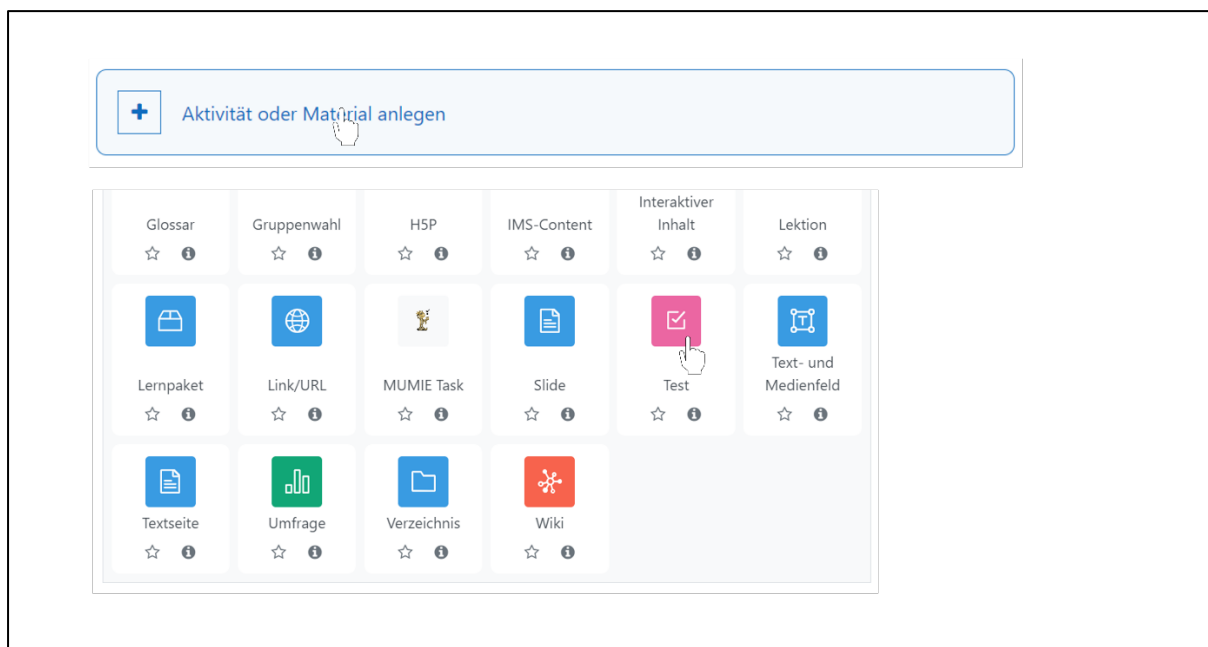 Aktivität oder Material anlegen
Glossar
Gruppenwahl
H5P
IMS-Content
Interaktiver
Inhalt
Lektion
Lernpaket
Link/URL
MUMIE Task
Slide
Test
Text- und
Medienfeld
Textseite
Umfrage
Verzeichnis
Wiki